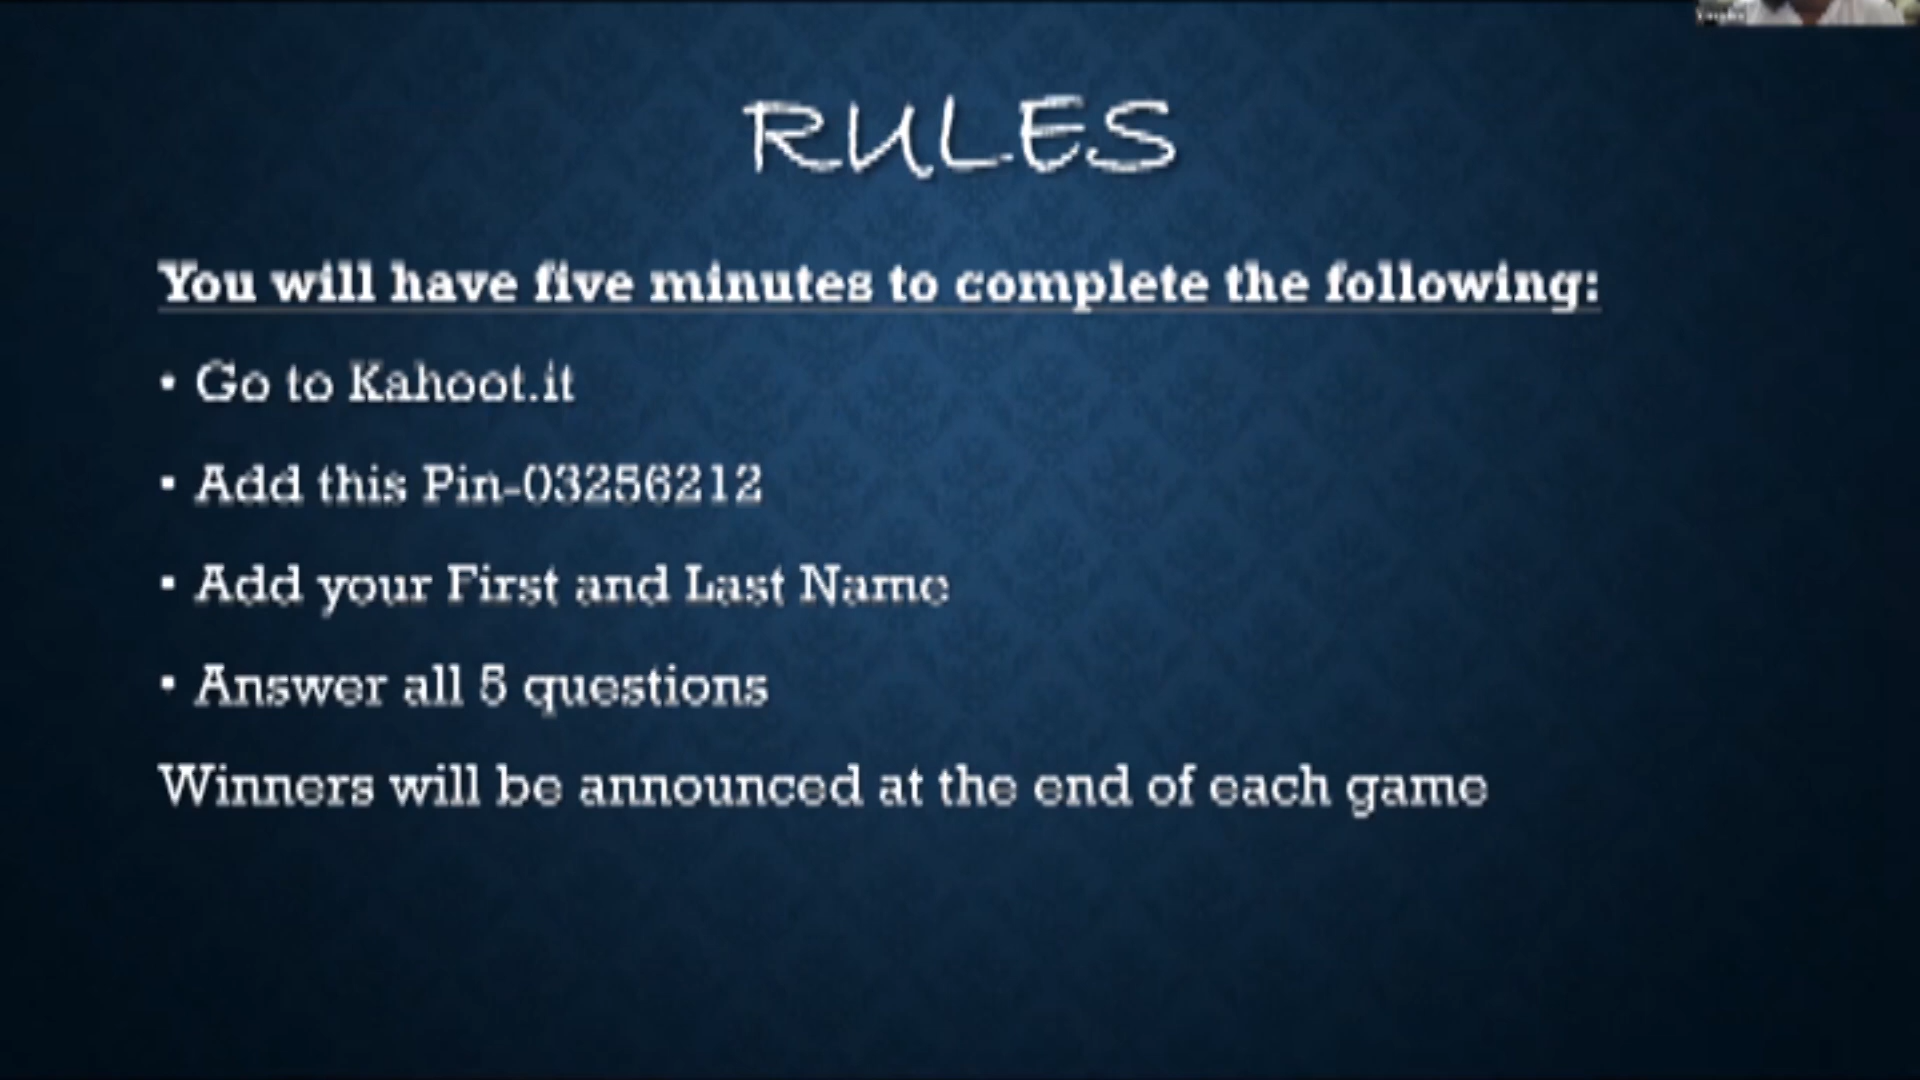 RULES
You will have five minutes to complete the following:
• Go to Kahoot.it
• Add this Pin-03256212
• Add your First and Last Name
• Answer all 5 questions
Winners will be announced at the end of each game